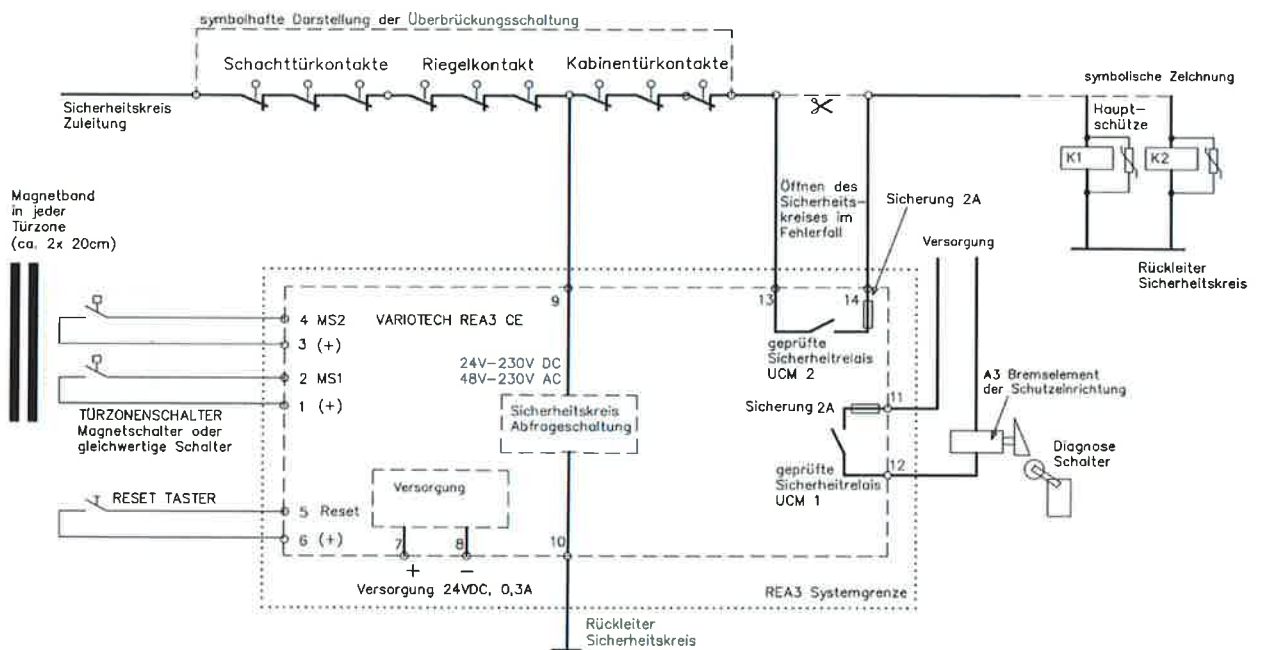 symbolhafte Darstellung der Überbrückungsschaltung
Schachttürkontakte
Riegelkontakt
Kabinentürkontakte
Sicherheitskreis
Zuleitung
symbolische Zeichnung
Haupt-
schütze
K1
K2
Rückleiter
Sicherheitskreis
Magnetband
in jeder
Türzone
(ca. 2x 20cm)
Öffnen des
Sicherheits-
kreises im
Fehlerfall
Sicherung 2A
Versorgung
9
13
14
4 MS2
VARIOTECH REA3 CE
3 (+)
2 MS1
1 (+)
24V-230V DC
48V-230V AC
geprüfte
Sicherheitrelais
UCM 2
TÜRZONENSCHALTER
Magnetschalter oder
gleichwertige Schalter
Sicherheitskreis
Abfrageschaltung
Sicherung 2A
11
A3 Bremselement
der Schutzeinrichtung
12
Diagnose
Schalter
geprüfte
Sicherheitrelais
UCM 1
RESET TASTER
5 Reset
6 (+)
Versorgung
7
8
10
+
-
Versorgung 24VDC, 0,3A
REA3 Systemgrenze
Rückleiter
Sicherheitskreis